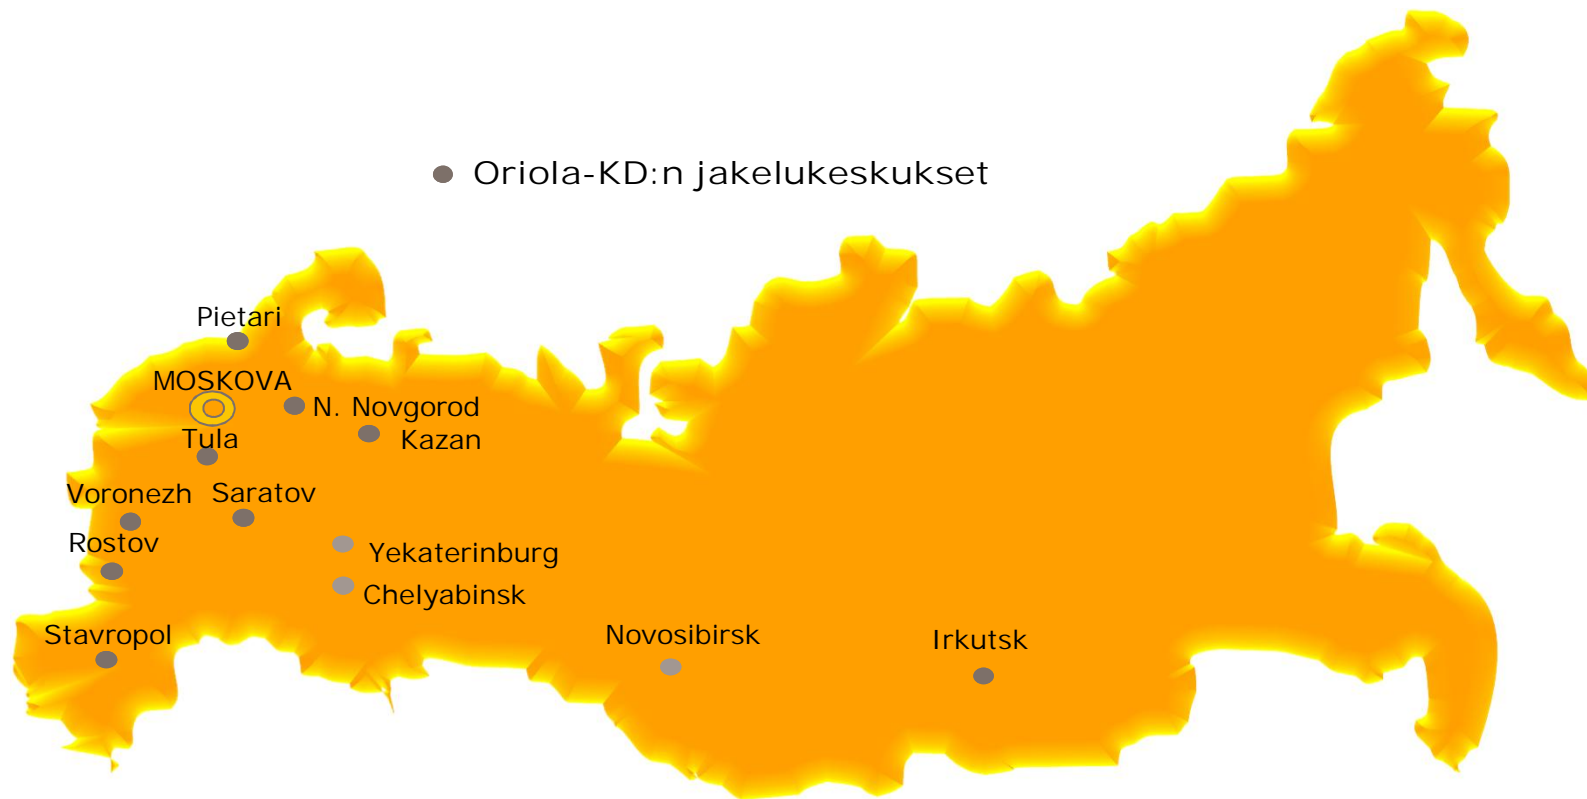 Oriola-KD:n jakelukeskukset
Pietari
MOSKOVA
N. Novgorod
Kazan
Tula
Voronezh
Saratov
Rostov
Yekaterinburg
Chelyabinsk
Stavropol
Novosibirsk
Irkutsk